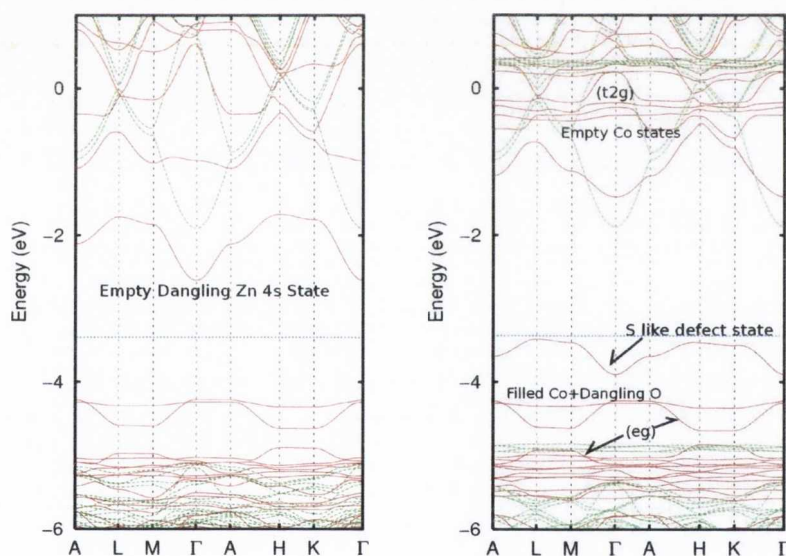 0
−2
−4
−6
Energy (eV)
A L M Γ A H K Γ
Empty Dangling Zn 4s State
0
−2
−4
−6
Energy (eV)
A L M Γ A H K Γ
(t2g)
Empty Co states
S like defect state
Filled Co+Dangling O
(eg)